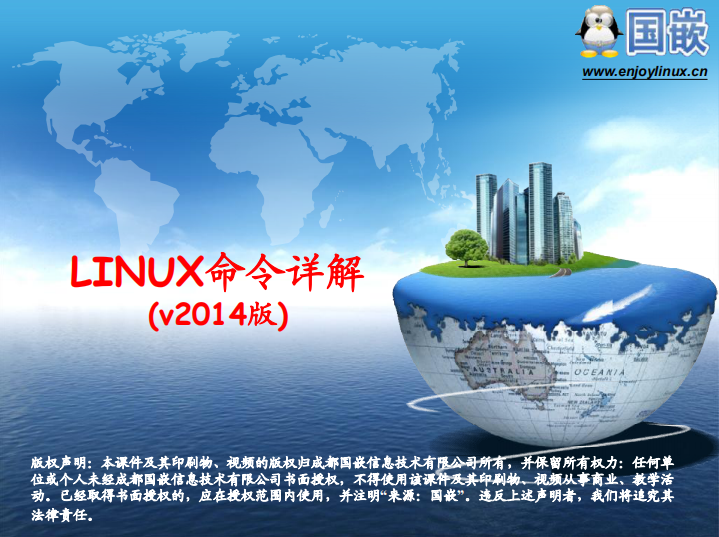 国嵌
www.enjoylinux.cn
LINUX命令详解
(v2014版)
AUSTRALIA
OCEANIA
版权声明：本课件及其印刷物、视频的版权归成都国嵌信息技术有限公司所有，并保留所有权力：任何单
位或个人未经成都国嵌信息技术有限公司书面授权，不得使用该课件及其印刷物、视频从事商业、教学活
动。已经取得书面授权的，应在授权范围内使用，并注明“来源：国嵌”。违反上述声明者，我们将追究其
法律责任。